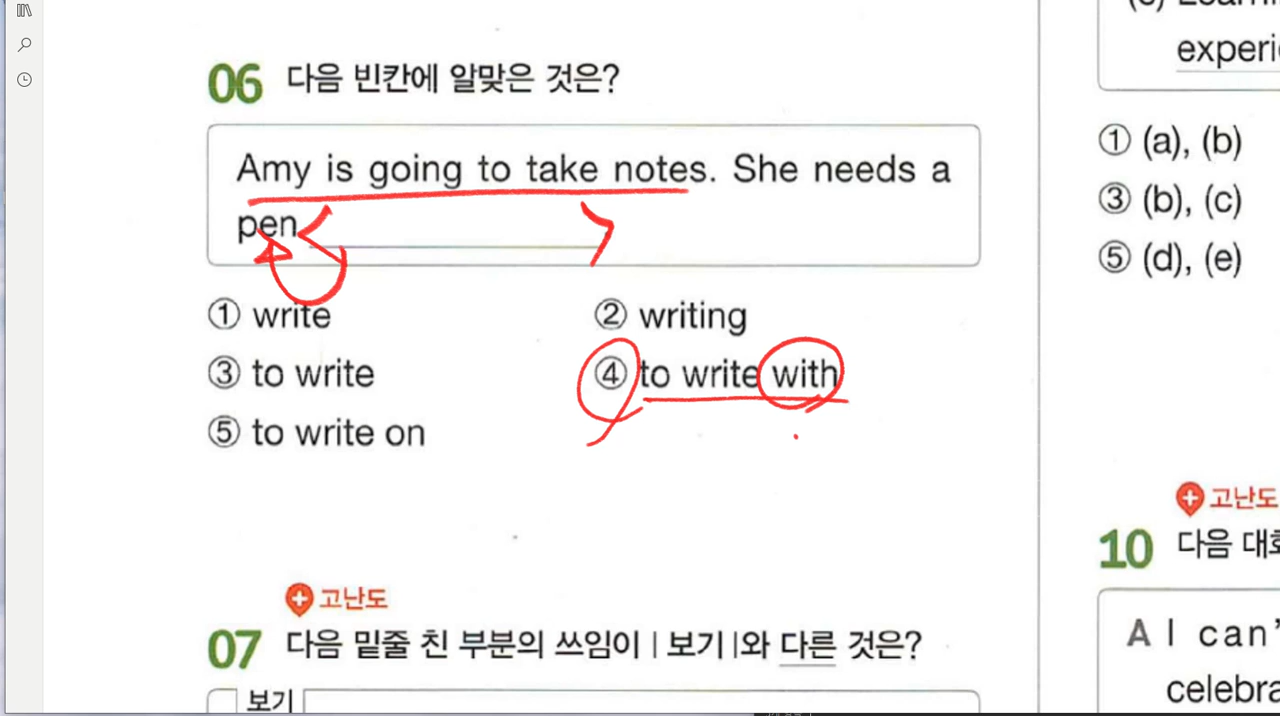 06 다음 빈칸에 알맞은 것은?
Amy is going to take notes. She needs a
pen
① write
② writing
③ to write
④ to write with
⑤ to write on
고난도
07 다음 밑줄 친 부분의 쓰임이 | 보기 |와 다른 것은?
보기
experi
① (a), (b)
③ (b), (c)
⑤ (d), (e)
고난도
10 다음 대
A I can'
celebra